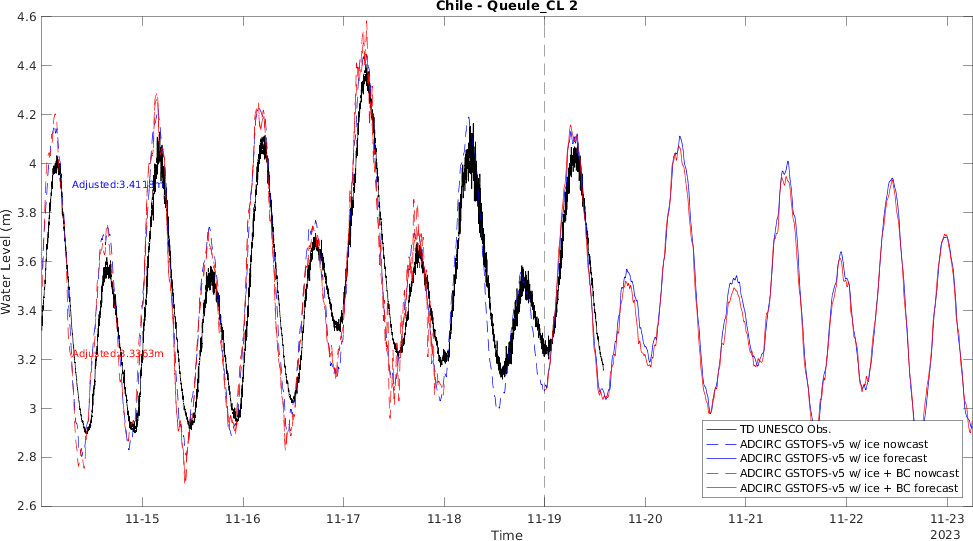 Chile - Queule_CL 2
4.6
4.4
4.2
4
3.8
3.6
3.4
3.2
3
2.8
2.6
Water Level (m)
Adjusted:3.4118m
Adjusted:3.3363m
TD UNESCO Obs.
ADCIRC GSTOFS-v5 w/ ice nowcast
ADCIRC GSTOFS-v5 w/ ice forecast
ADCIRC GSTOFS-v5 w/ ice + BC nowcast
ADCIRC GSTOFS-v5 w/ ice + BC forecast
11-15 11-16 11-17 11-18 11-19 11-20 11-21 11-22 11-23
Time
2023